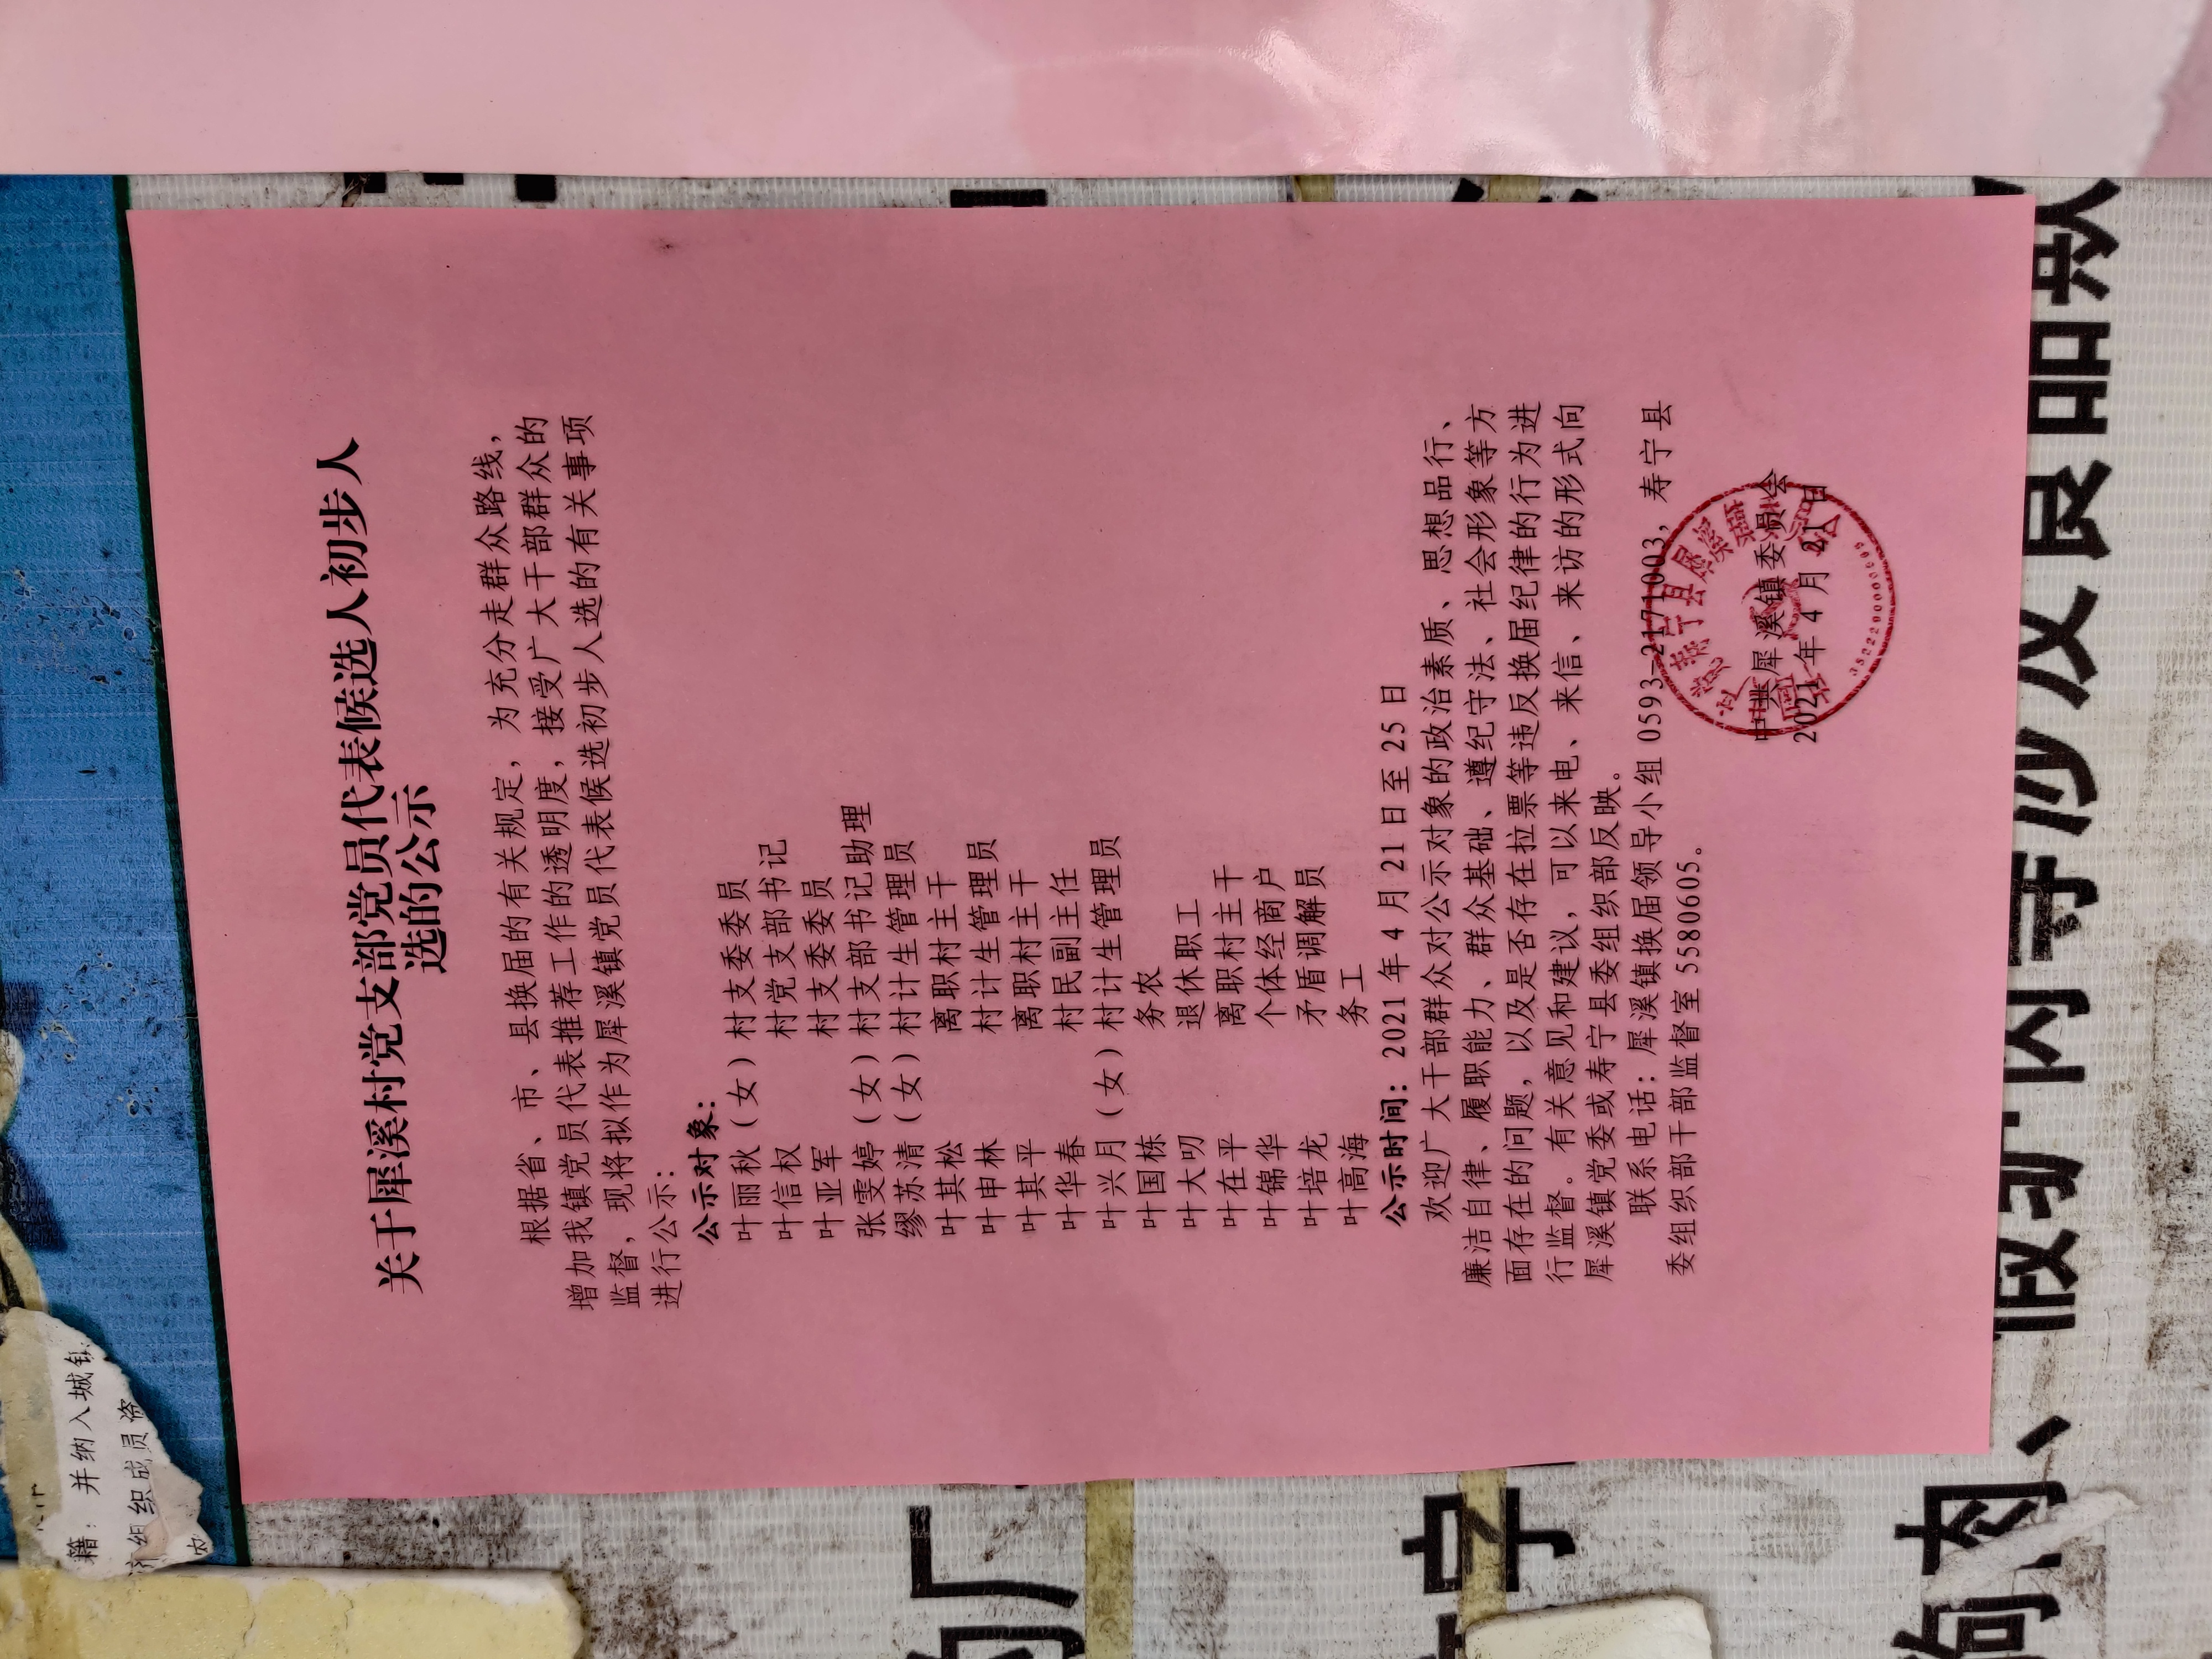 关于犀溪村党支部党员代表候选人初步人
选的公示
根据省、市、县换届的有关规定，为充分走群众路线，
增加我镇党员代表推荐工作的透明度，接受广大干部群众的
监督，现将拟作为犀溪镇党员代表候选初步人选的有关事项
进行公示：
公示对象：
叶丽秋（女）村支委委员
叶信权 村党支部书记
叶亚军 村支委委员
张雯婷（女）村支部书记助理
缪苏清（女）村计生管理员
叶其松 离职村主干
叶申林 村计生管理员
叶其平 离职村主干
叶华春 村民副主任
叶兴月（女）村计生管理员
叶国栋 务农
叶大叨 退休职工
叶在平 离职村主干
叶锦华 个体经商户
叶培龙 矛盾调解员
叶高海 务工
公示时间：2021 年 4 月 21 日至 25 日
欢迎广大干部群众对公示对象的政治素质、思想品行、
廉洁自律、履职能力、群众基础、遵纪守法、社会形象等方
面存在的问题，以及是否存在拉票等违反换届纪律的行为进
行监督。有关意见和建议，可以来电、来信、来访的形式向
犀溪镇党委或寿宁县委组织部反映。
联系电话：犀溪镇换届领导小组 0593-2171003，寿宁县
委组织部干部监督室 5580605。
中共犀溪镇委员会
2021 年 4 月 21 日
籍：并纳入城镇
组织成员资